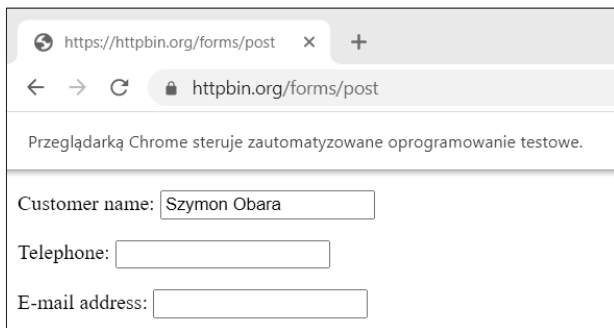 https://httpbin.org/forms/post
httpbin.org/forms/post
Przeglądarką Chrome steruje zautomatyzowane oprogramowanie testowe.
Customer name: Szymon Obara
Telephone:
E-mail address: